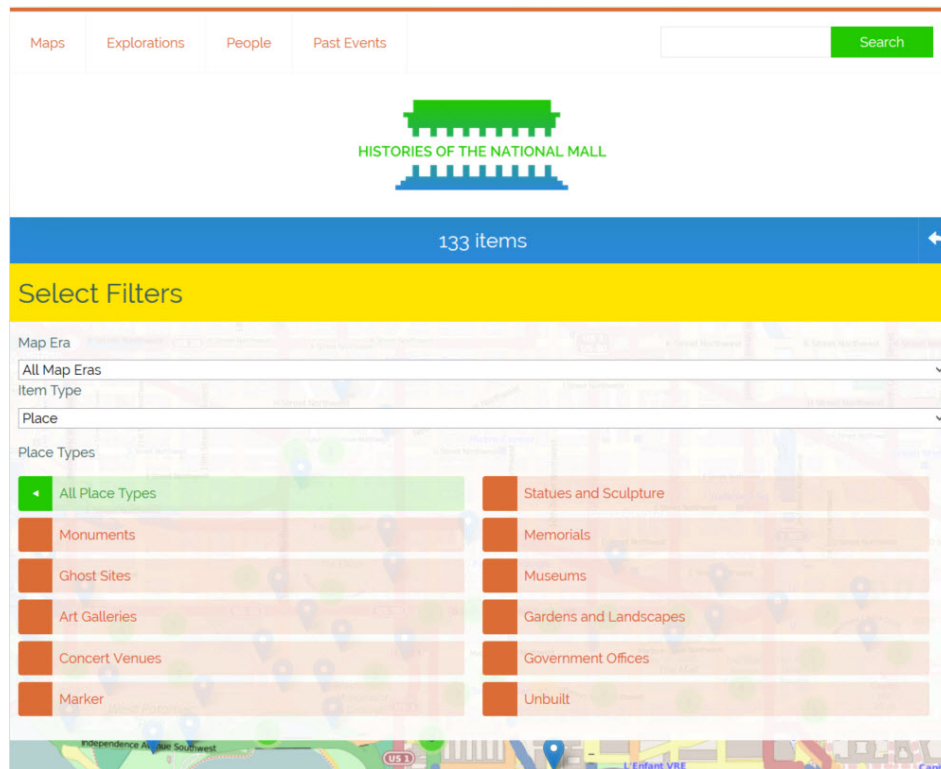 Maps Explorations People Past Events Search
HISTORIES OF THE NATIONAL MALL
133 items
Select Filters
Map Era
All Map Eras
Item Type
Place
Place Types
All Place Types Statues and Sculpture
Monuments Memorials
Ghost Sites Museums
Art Galleries Gardens and Landscapes
Concert Venues Government Offices
Marker Unbuilt
Independence Avenue Southwest
US 1
L'Enfant VRE